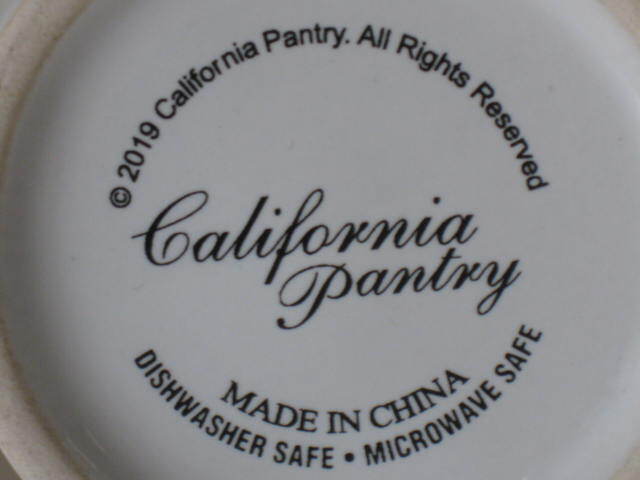 © 2019 California Pantry. All Rights Reserved
California
Pantry
MADE IN CHINA
DISHWASHER SAFE • MICROWAVE SAFE